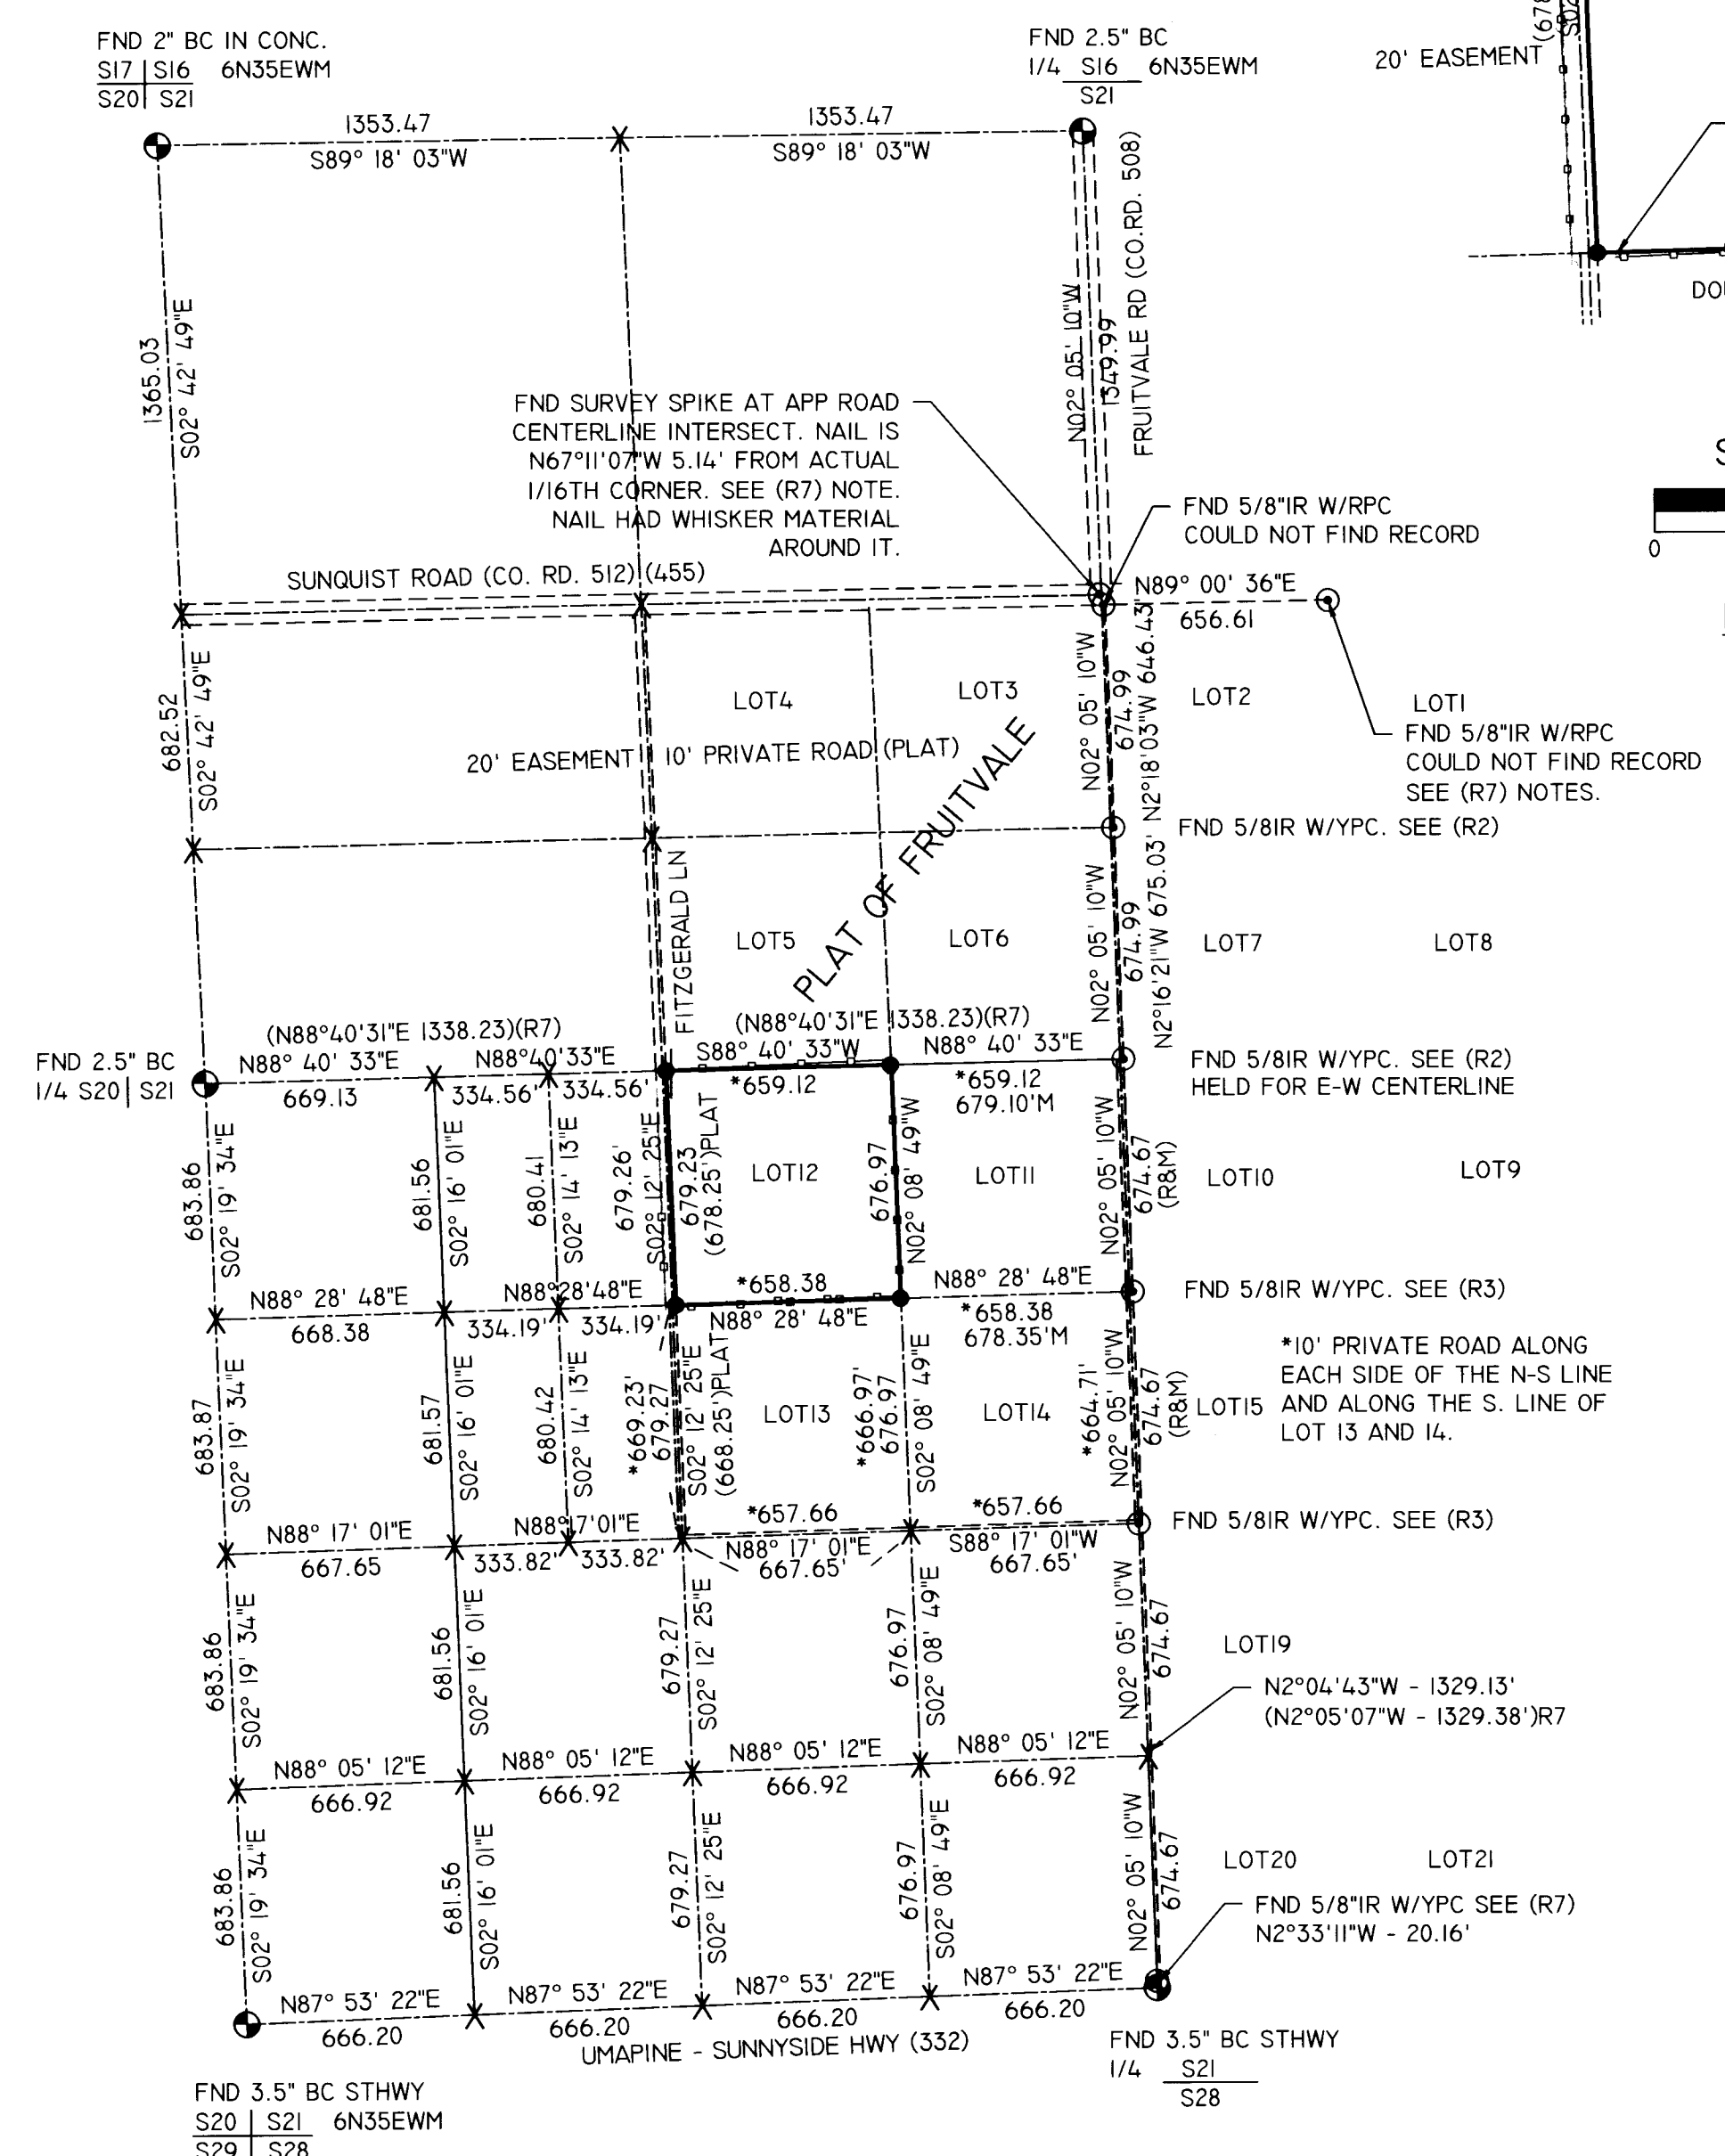 FND 2" BC IN CONC.
S17 | S16 6N35EWM
S20 | S21
FND 2.5" BC
1/4 S16 6N35EWM
S21
20' EASEMENT
1353.47
S89° 18' 03"W
1353.47
S89° 18' 03"W
1365.03
S02° 42' 49"E
N02° 05' 10"W
1349.99
FRUITVALE RD (CO.RD. 508)
FND SURVEY SPIKE AT APP ROAD
CENTERLINE INTERSECT. NAIL IS
N67°11'07"W 5.14' FROM ACTUAL
1/16TH CORNER. SEE (R7) NOTE.
NAIL HAD WHISKER MATERIAL
AROUND IT.
FND 5/8"IR W/RPC
COULD NOT FIND RECORD
0
SUNQUIST ROAD (CO. RD. 512) (455)
N89° 00' 36"E
656.61
682.52
S02° 42' 49"E
LOT4
LOT3
LOT2
LOT1
N02° 05' 10"W
674.99
N2°18'03"W 646.43'
FND 5/8"IR W/RPC
COULD NOT FIND RECORD
SEE (R7) NOTES.
20' EASEMENT
10' PRIVATE ROAD (PLAT)
PLAT OF FRUITVALE
FND 5/8IR W/YPC. SEE (R2)
FITZGERALD LN
LOT5
LOT6
LOT7
LOT8
N02° 05' 10"W
674.99
N2°16'21"W 675.03'
(N88°40'31"E 1338.23)(R7)
(N88°40'31"E 1338.23)(R7)
FND 2.5" BC
1/4 S20 | S21
N88° 40' 33"E
669.13
N88°40'33"E
334.56'
334.56'
S88° 40' 33"W
*659.12
N88° 40' 33"E
*659.12
679.10'M
FND 5/8IR W/YPC. SEE (R2)
HELD FOR E-W CENTERLINE
683.86
S02° 19' 34"E
681.56
S02° 16' 01"E
680.41
S02° 14' 13"E
679.26'
S02° 12' 25"E
679.23
(678.25')PLAT
LOT12
676.97
N02° 08' 49"W
LOT11
N02° 05' 10"W
674.67
(R&M)
LOT10
LOT9
N88° 28' 48"E
668.38
N88°28'48"E
334.19'
334.19'
*658.38
N88° 28' 48"E
N88° 28' 48"E
*658.38
678.35'M
FND 5/8IR W/YPC. SEE (R3)
*10' PRIVATE ROAD ALONG
EACH SIDE OF THE N-S LINE
AND ALONG THE S. LINE OF
LOT 13 AND 14.
683.87
S02° 19' 34"E
681.57
S02° 16' 01"E
680.42
S02° 14' 13"E
*669.23'
679.27
S02° 12' 25"E
(668.25')PLAT
LOT13
*666.97'
676.97
S02° 08' 49"E
LOT14
*664.71'
N02° 05' 10"W
674.67
(R&M)
LOT15
N88° 17' 01"E
667.65
N88°17'01"E
333.82'
333.82'
*657.66
N88° 17' 01"E
667.65'
*657.66
S88° 17' 01"W
667.65'
FND 5/8IR W/YPC. SEE (R3)
683.86
S02° 19' 34"E
681.56
S02° 16' 01"E
679.27
S02° 12' 25"E
676.97
S02° 08' 49"E
N02° 05' 10"W
674.67
LOT19
N2°04'43"W - 1329.13'
(N2°05'07"W - 1329.38')R7
N88° 05' 12"E
666.92
N88° 05' 12"E
666.92
N88° 05' 12"E
666.92
N88° 05' 12"E
666.92
683.86
S02° 19' 34"E
681.56
S02° 16' 01"E
679.27
S02° 12' 25"E
676.97
S02° 08' 49"E
N02° 05' 10"W
674.67
LOT20
LOT21
FND 5/8"IR W/YPC SEE (R7)
N2°33'11"W - 20.16'
N87° 53' 22"E
666.20
N87° 53' 22"E
666.20
N87° 53' 22"E
666.20
N87° 53' 22"E
666.20
UMAPINE - SUNNYSIDE HWY (332)
FND 3.5" BC STHWY
1/4 S21
S28
FND 3.5" BC STHWY
S20 | S21 6N35EWM
S29 | S28